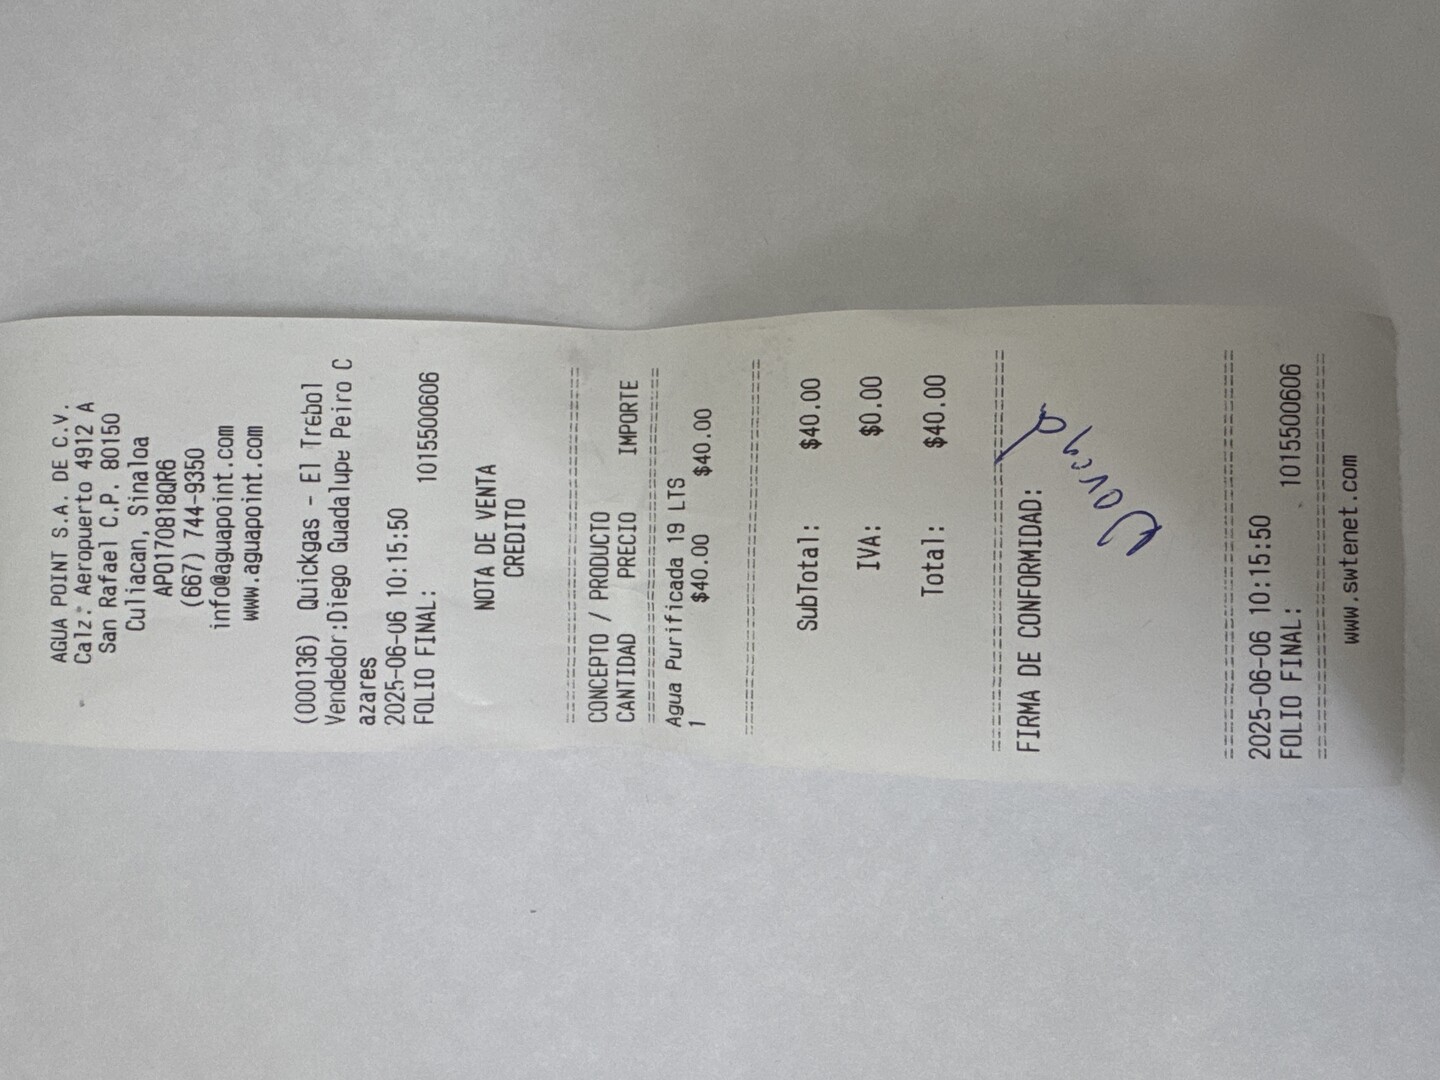 AGUA POINT S.A. DE C.V.
Calz. Aeropuerto 4912 A
San Rafael C.P. 80150
Culiacan, Sinaloa
APO170818QR6
(667) 744-9350
info@aguapoint.com
www.aguapoint.com
(000136) Quickgas - El Trebol
Vendedor:Diego Guadalupe Peiro C
azares
2025-06-06 10:15:50
FOLIO FINAL: 1015500606
NOTA DE VENTA
CREDITO
================================
CONCEPTO / PRODUCTO
CANTIDAD PRECIO IMPORTE
================================
Agua Purificada 19 LTS
1 $40.00 $40.00
================================
SubTotal: $40.00
IVA: $0.00
Total: $40.00
================================
FIRMA DE CONFORMIDAD:
================================
2025-06-06 10:15:50
FOLIO FINAL: 1015500606
================================
www.swtenet.com